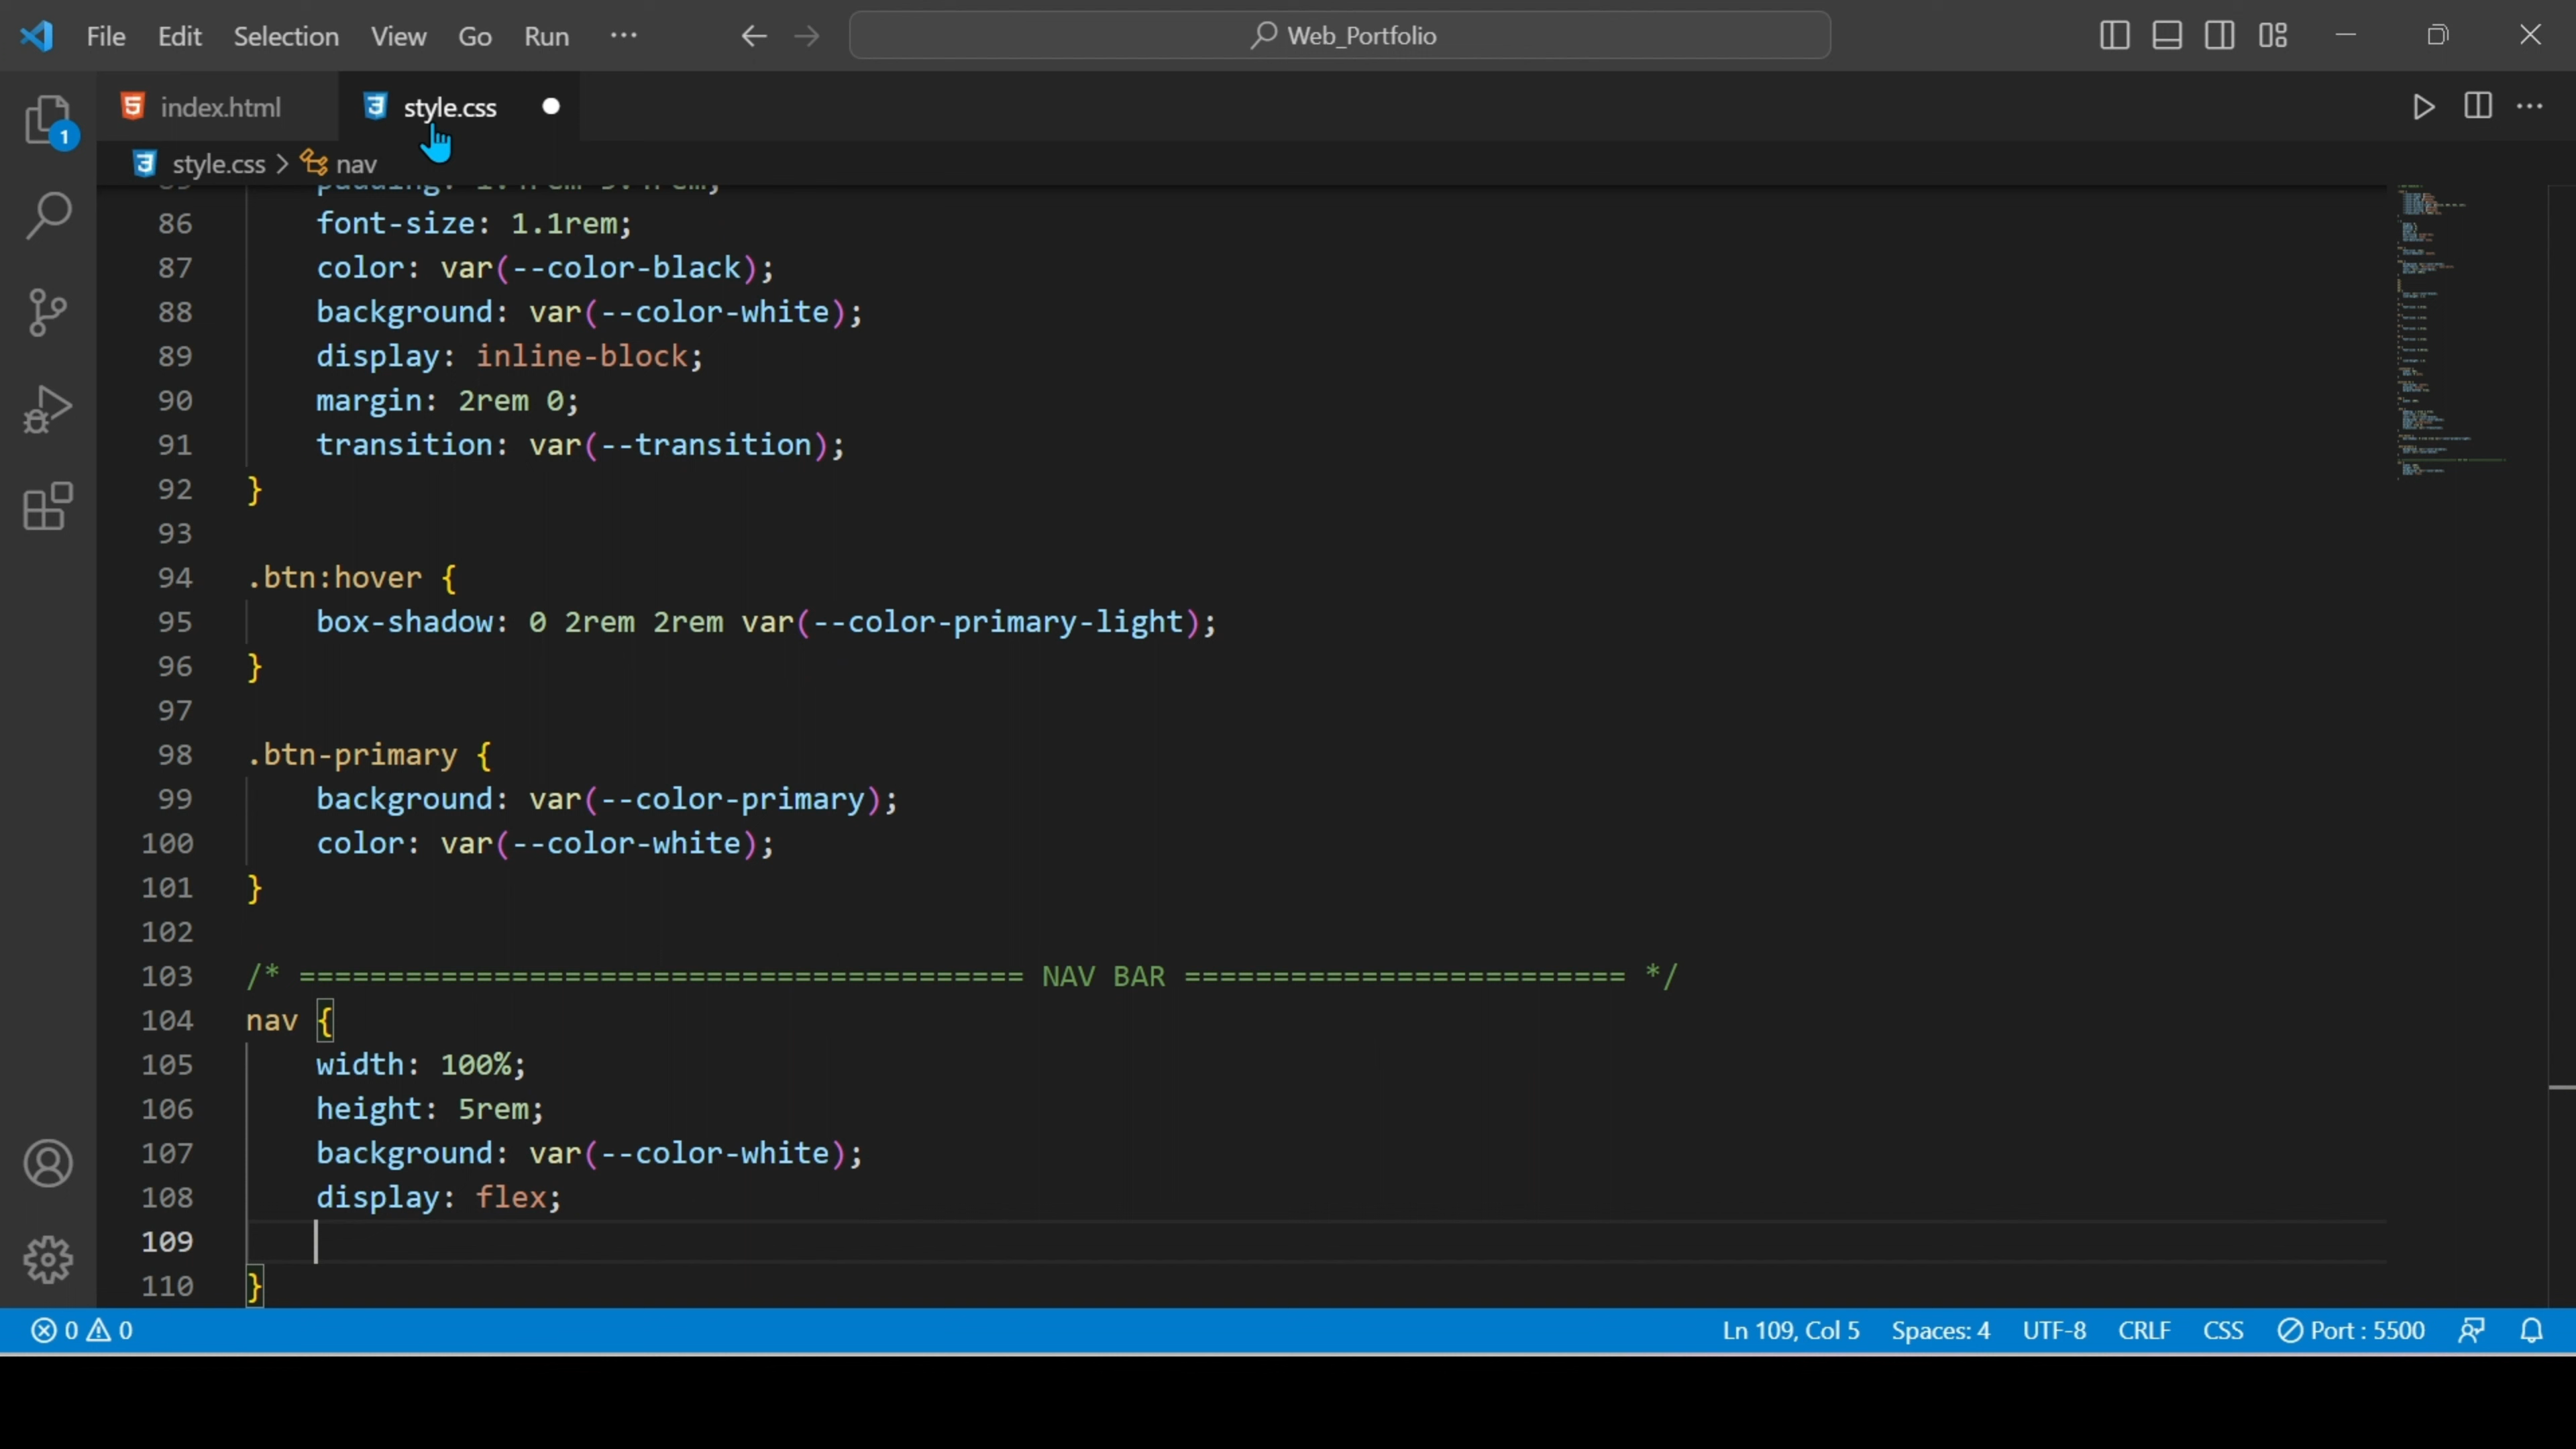 File Edit Selection View Go Run ··· Web_Portfolio
index.html style.css
1
style.css > nav
86 font-size: 1.1rem;
87 color: var(--color-black);
88 background: var(--color-white);
89 display: inline-block;
90 margin: 2rem 0;
91 transition: var(--transition);
92 }
93
94 .btn:hover {
95 box-shadow: 0 2rem 2rem var(--color-primary-light);
96 }
97
98 .btn-primary {
99 background: var(--color-primary);
100 color: var(--color-white);
101 }
102
103 /* ========================================= NAV BAR ========================= */
104 nav {
105 width: 100%;
106 height: 5rem;
107 background: var(--color-white);
108 display: flex;
109
110 }
0 0 Ln 109, Col 5 Spaces: 4 UTF-8 CRLF CSS Port : 5500